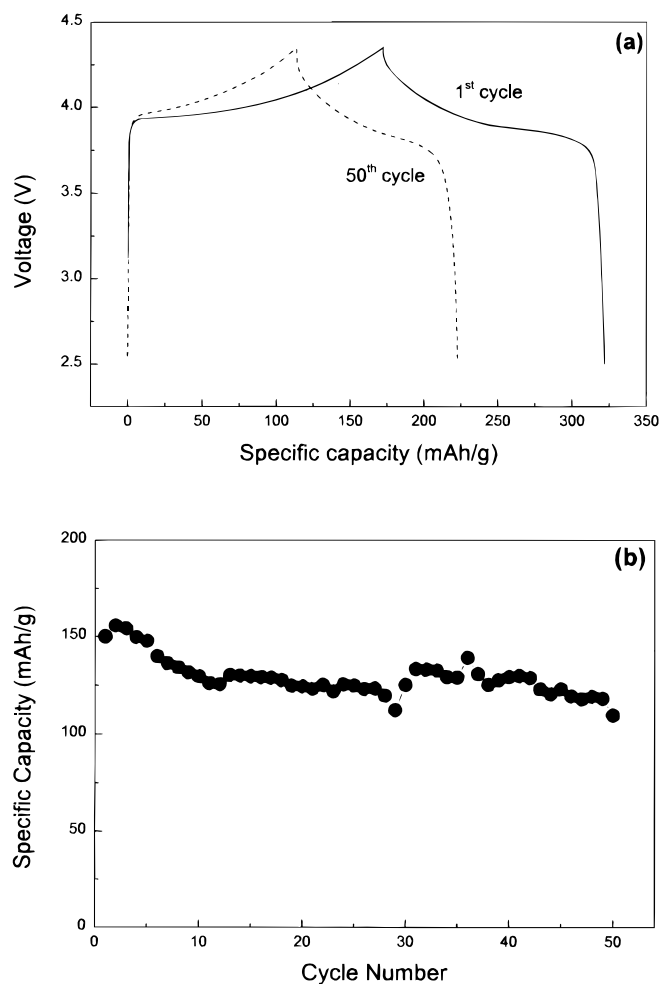 (a)
4.5
4.0
3.5
3.0
2.5
Voltage (V)
1st cycle
50th cycle
0 50 100 150 200 250 300 350
Specific capacity (mAh/g)
(b)
200
150
100
50
0
Specific Capacity (mAh/g)
0 10 20 30 40 50
Cycle Number